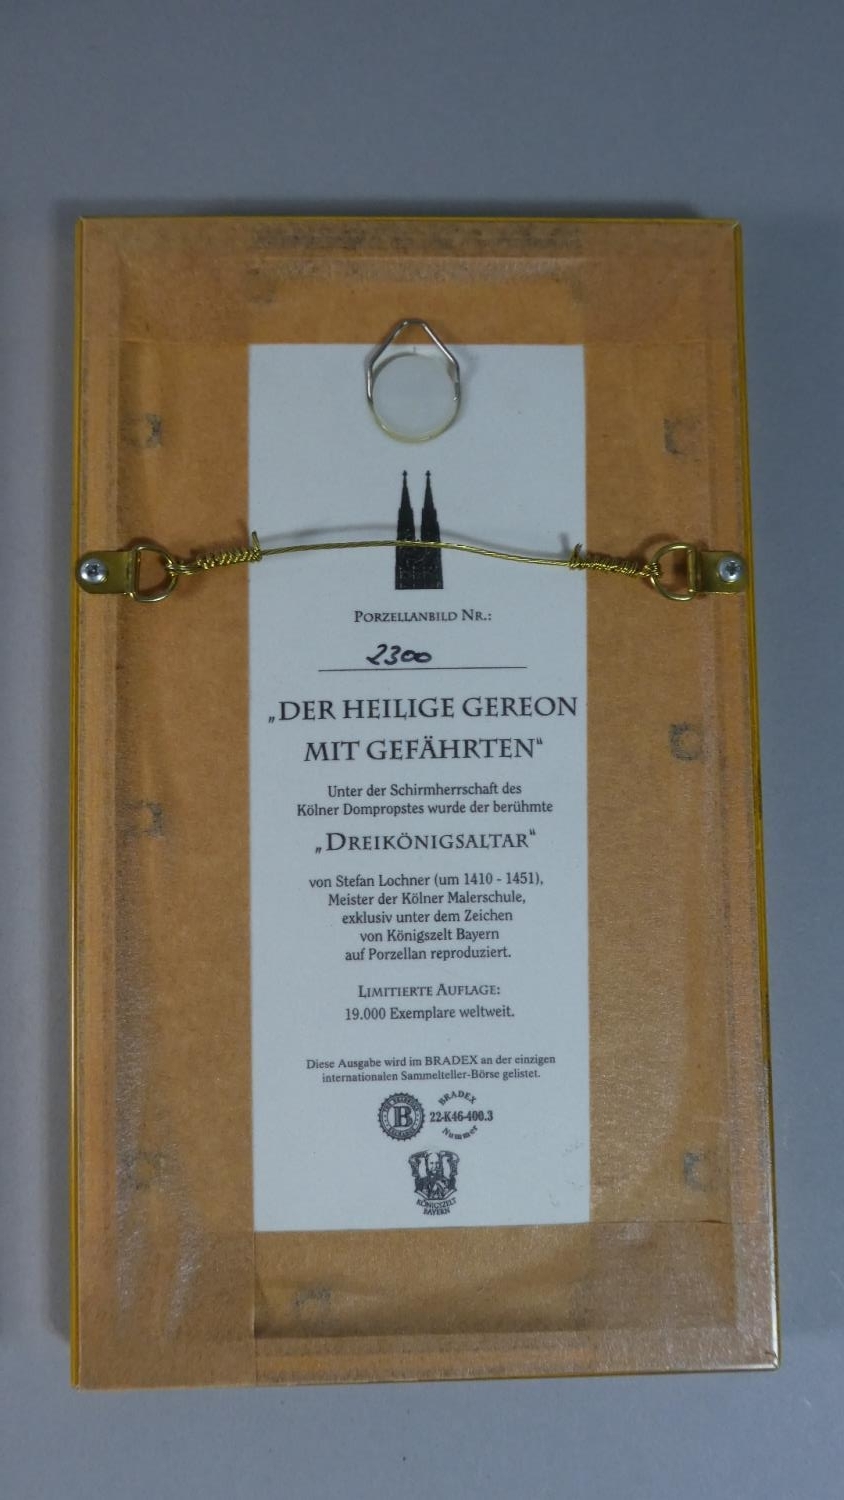 PORZELLANBILD NR.:
2300
„DER HEILIGE GEREON
MIT GEFÄHRTEN“
Unter der Schirmherrschaft des
Kölner Dompropstes wurde der berühmte
„DREIKÖNIGSALTAR“
von Stefan Lochner (um 1410 - 1451),
Meister der Kölner Malerschule,
exklusiv unter dem Zeichen
von Königszelt Bayern
auf Porzellan reproduziert.
LIMITIERTE AUFLAGE:
19.000 Exemplare weltweit.
Diese Ausgabe wird im BRADEX an der einzigen
internationalen Sammelteller-Börse gelistet.
B
BRADEX
22-K46-400.3
Nummer
KÖNIGSZELT
BAYERN